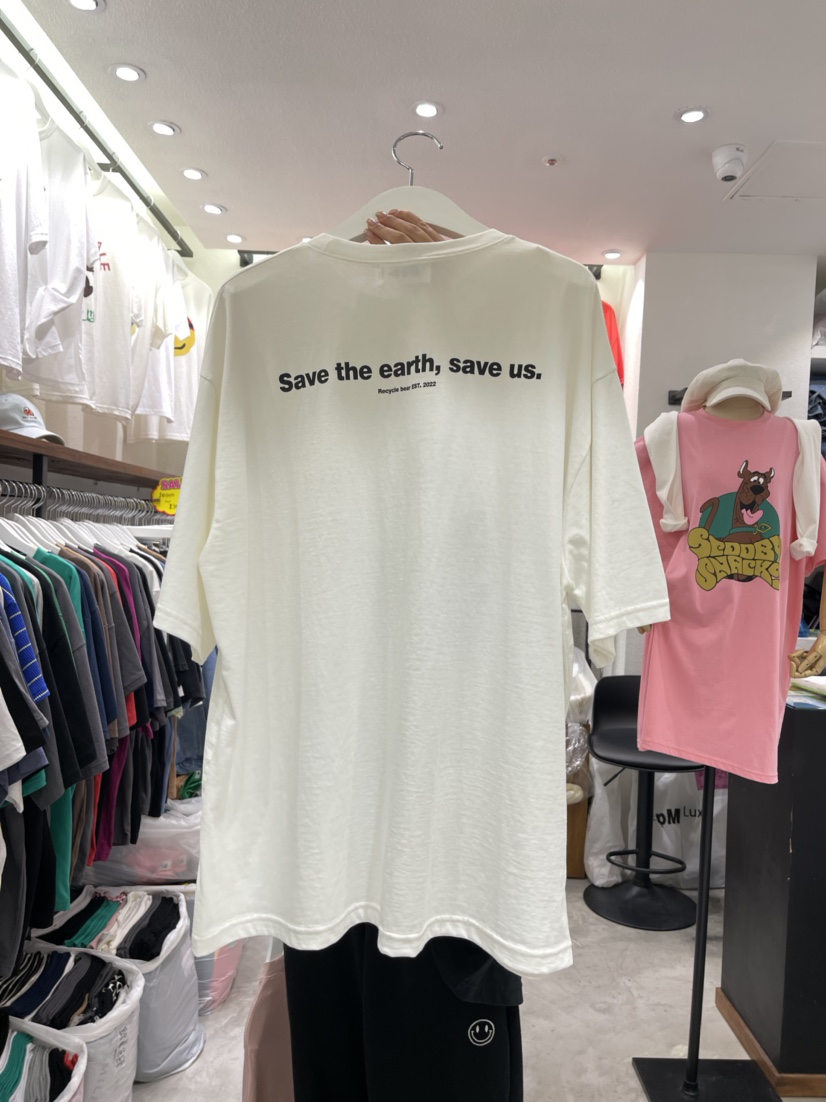 Save the earth, save us.
Recycle bear EST. 2022
SCOOBY
SNACKS